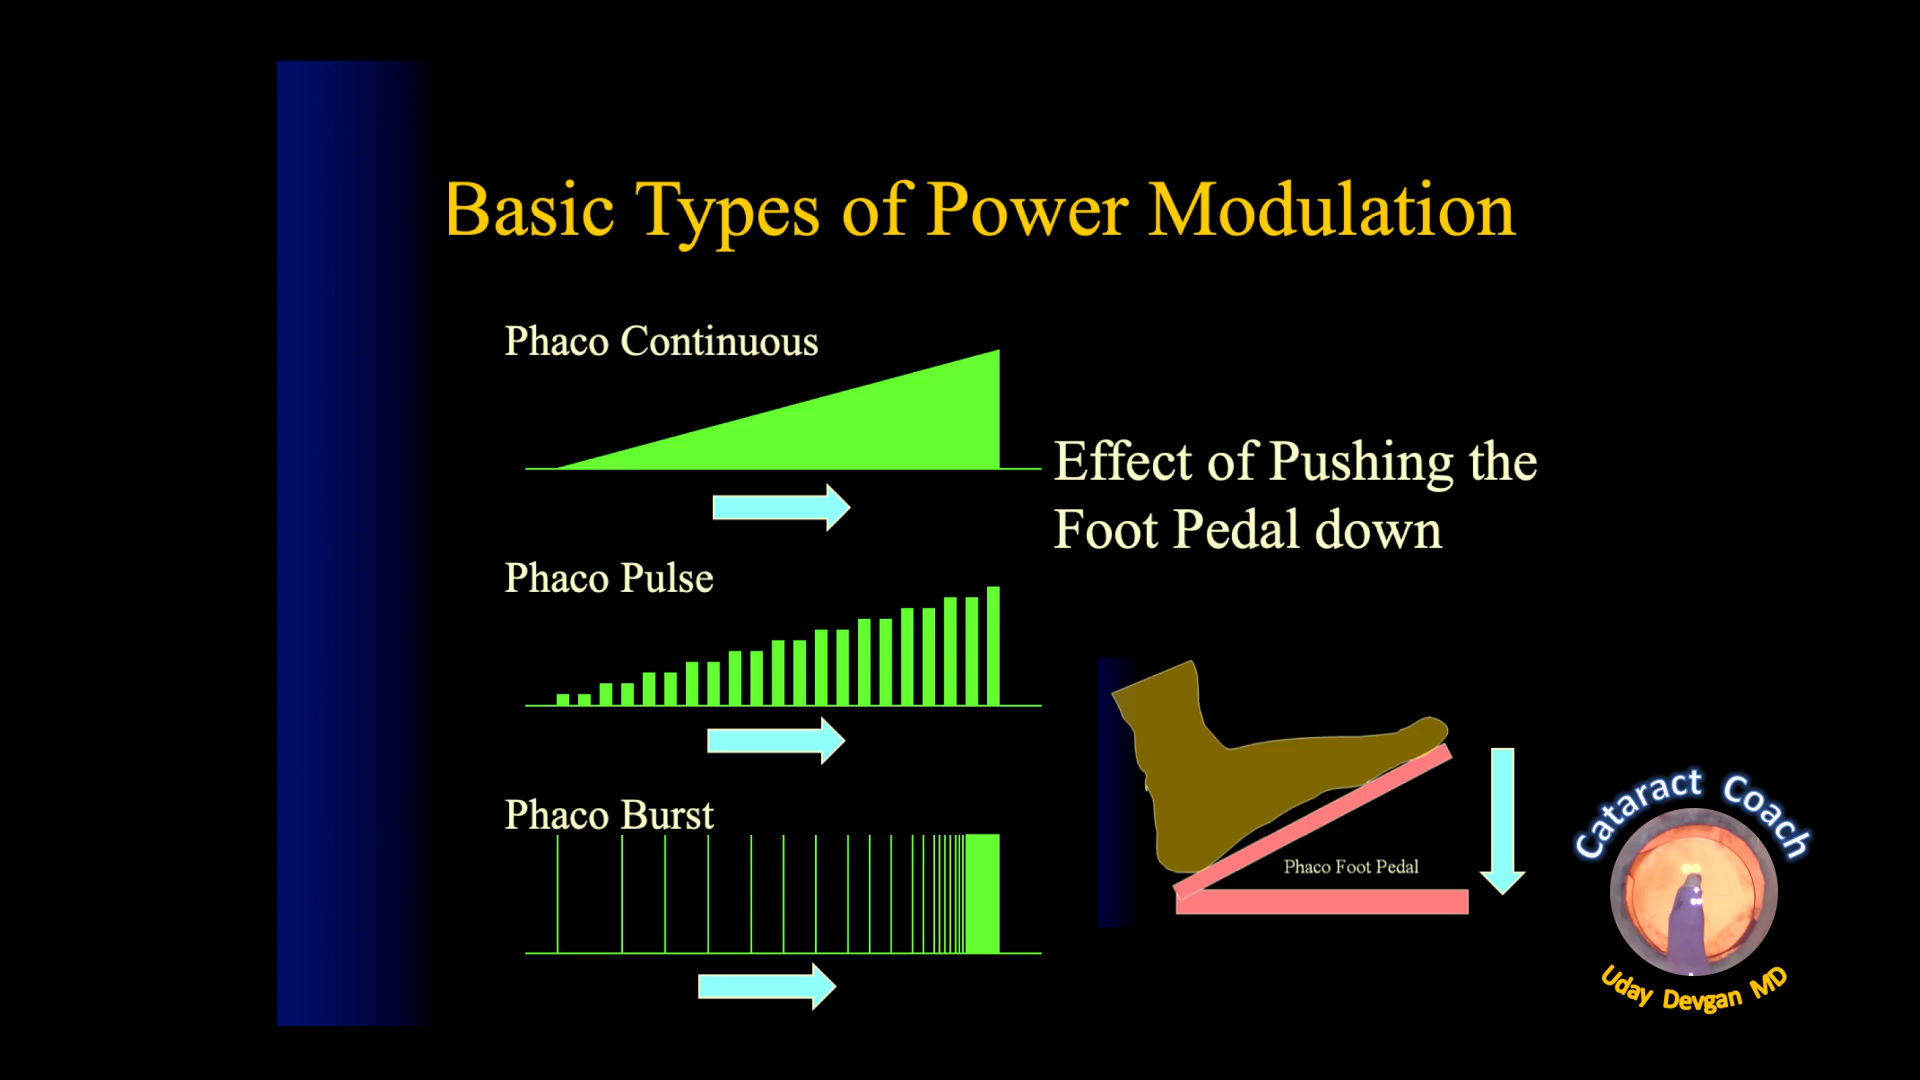 Basic Types of Power Modulation
Phaco Continuous
Effect of Pushing the
Foot Pedal down
Phaco Pulse
Phaco Burst
Phaco Foot Pedal
Cataract Coach
Uday Devgan MD